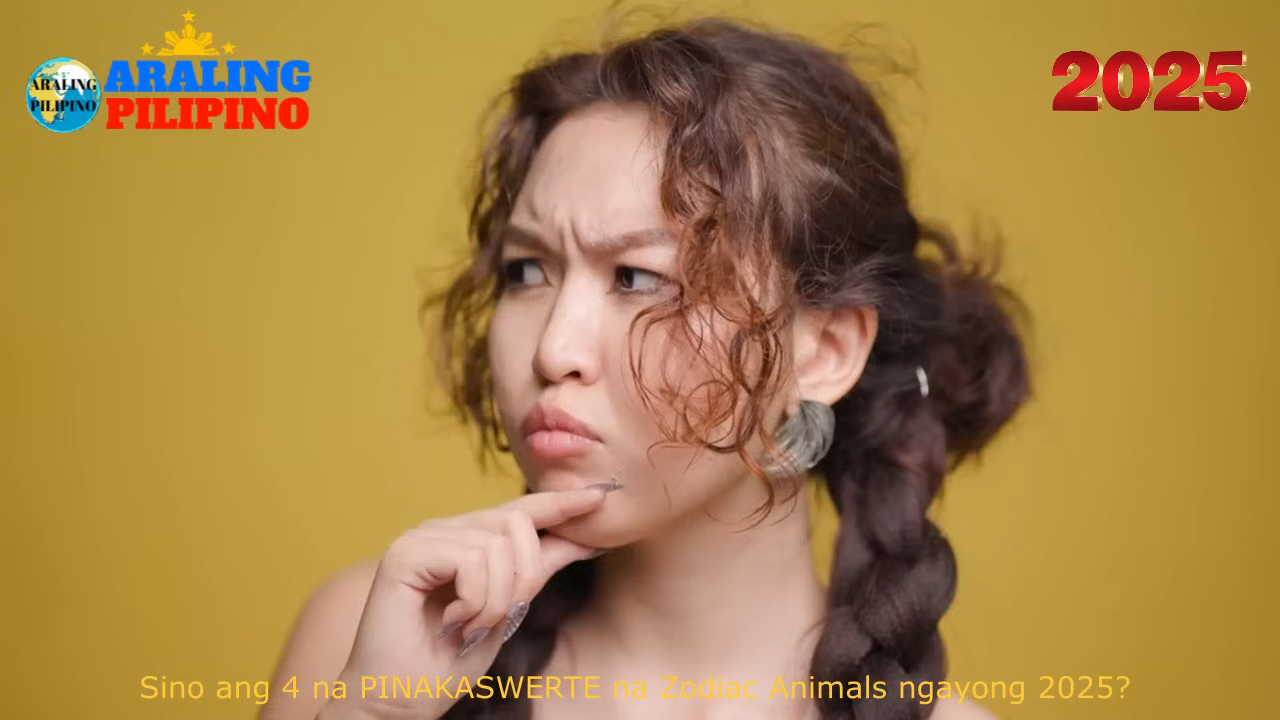 ARALING
PILIPINO
ARALING
PILIPINO
2025
Sino ang 4 na PINAKASWERTE na Zodiac Animals ngayong 2025?